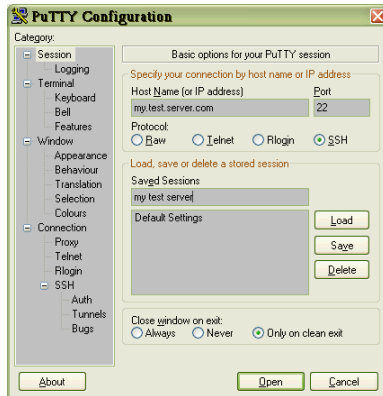 PuTTY Configuration
Category:
Session
Logging
Terminal
Keyboard
Bell
Features
Window
Appearance
Behaviour
Translation
Selection
Colours
Connection
Proxy
Telnet
Rlogin
SSH
Auth
Tunnels
Bugs
Basic options for your PuTTY session
Specify your connection by host name or IP address
Host Name (or IP address) Port
my.test.server.com 22
Protocol:
Raw Telnet Rlogin SSH
Load, save or delete a stored session
Saved Sessions
my test server
Default Settings
Load
Save
Delete
Close window on exit:
Always Never Only on clean exit
About Open Cancel